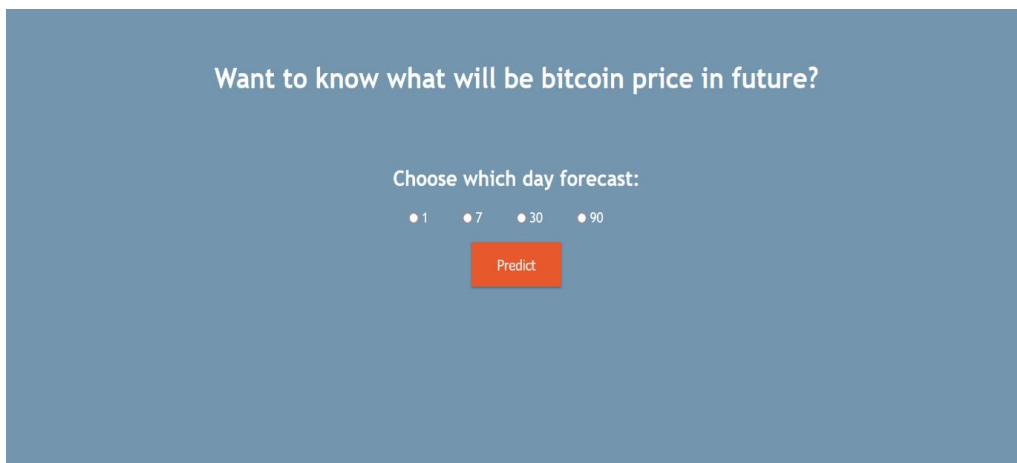 Want to know what will be bitcoin price in future?
Choose which day forecast:
1 7 30 90
Predict